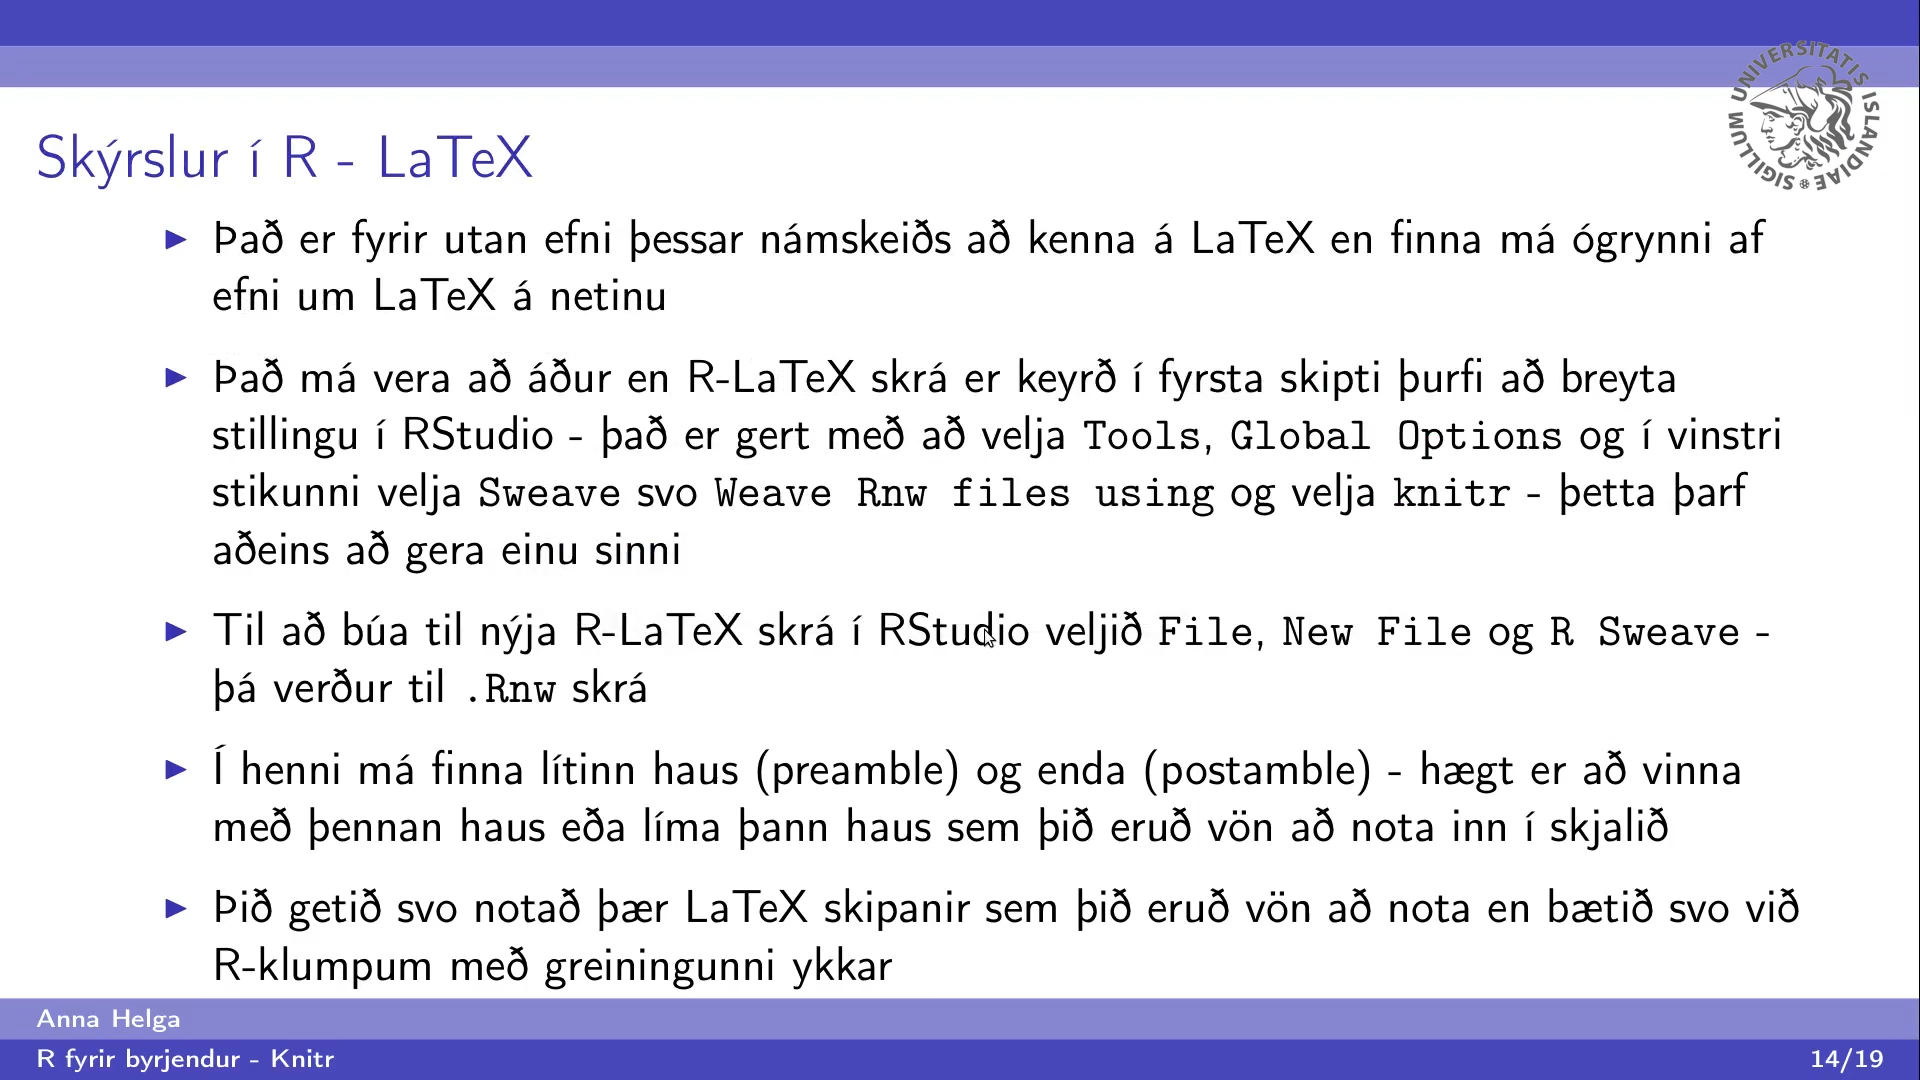 SIGILLUM UNIVERSITATIS ISLANDIAE
Skýrslur í R - LaTeX
Það er fyrir utan efni þessar námskeiðs að kenna á LaTeX en finna má ógrynni af
efni um LaTeX á netinu
Það má vera að áður en R-LaTeX skrá er keyrð í fyrsta skipti þurfi að breyta
stillingu í RStudio - það er gert með að velja Tools, Global Options og í vinstri
stikunni velja Sweave svo Weave Rnw files using og velja knitr - þetta þarf
aðeins að gera einu sinni
Til að búa til nýja R-LaTeX skrá í RStudio veljið File, New File og R Sweave -
þá verður til .Rnw skrá
Í henni má finna lítinn haus (preamble) og enda (postamble) - hægt er að vinna
með þennan haus eða líma þann haus sem þið eruð vön að nota inn í skjalið
Þið getið svo notað þær LaTeX skipanir sem þið eruð vön að nota en bætið svo við
R-klumpum með greiningunni ykkar
Anna Helga
R fyrir byrjendur - Knitr
14/19